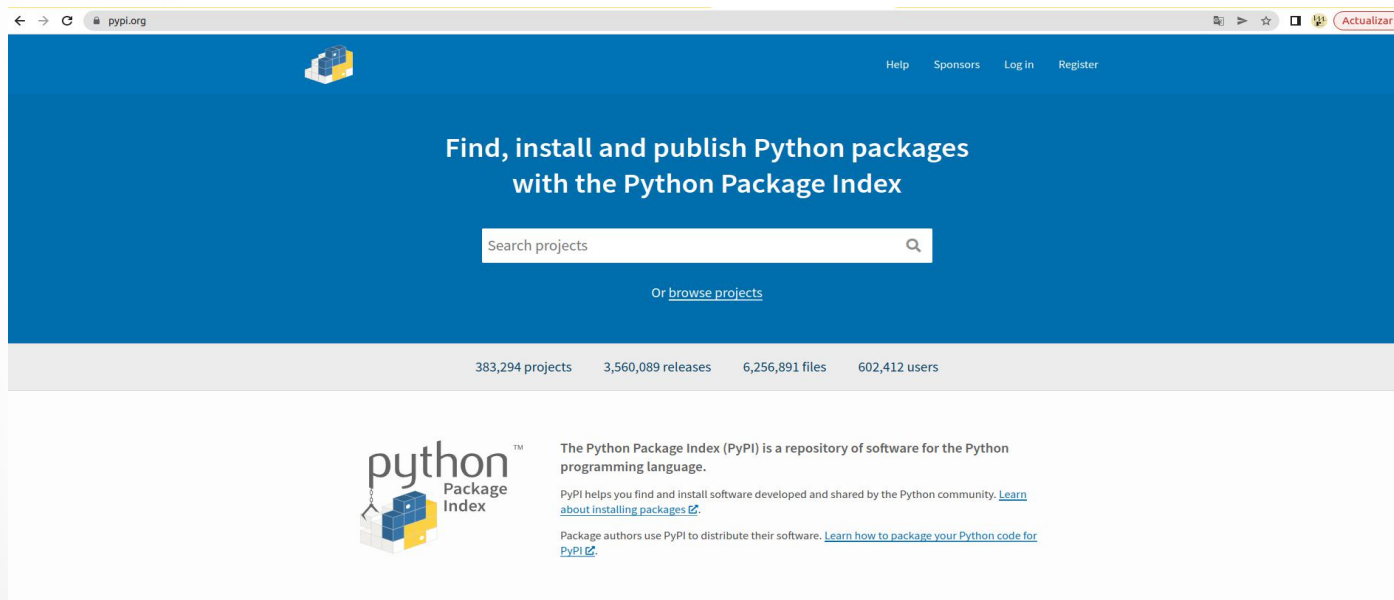 pypi.org
Actualizar
Help Sponsors Log in Register
Find, install and publish Python packages
with the Python Package Index
Search projects
Or browse projects
383,294 projects 3,560,089 releases 6,256,891 files 602,412 users
python™
Package
Index
The Python Package Index (PyPI) is a repository of software for the Python
programming language.
PyPI helps you find and install software developed and shared by the Python community. Learn
about installing packages.
Package authors use PyPI to distribute their software. Learn how to package your Python code for
PyPI.